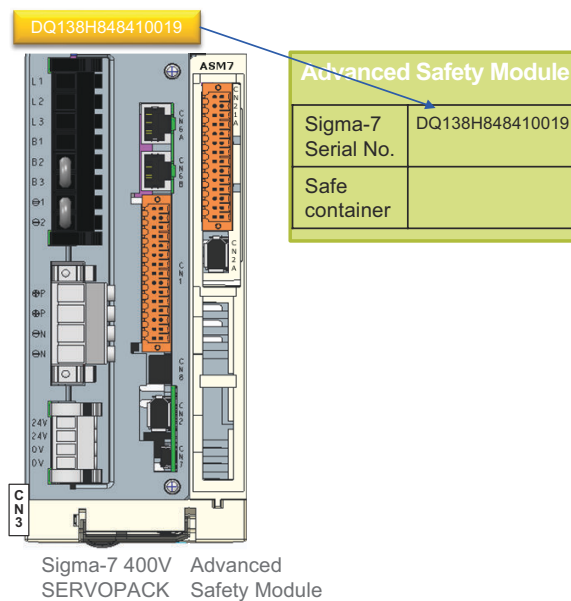 DQ138H848410019
ASM7
Advanced Safety Module
Sigma-7
Serial No.
DQ138H848410019
Safe
container
L1
L2
L3
B1
B2
B3
⊖1
⊖2
⊕P
⊕P
⊖N
⊖N
24V
24V
0V
0V
CN6A
CN6B
CN1
CN8
CN2
CN7
CN21A
CN2A
CN3
Sigma-7 400V
SERVOPACK
Advanced
Safety Module